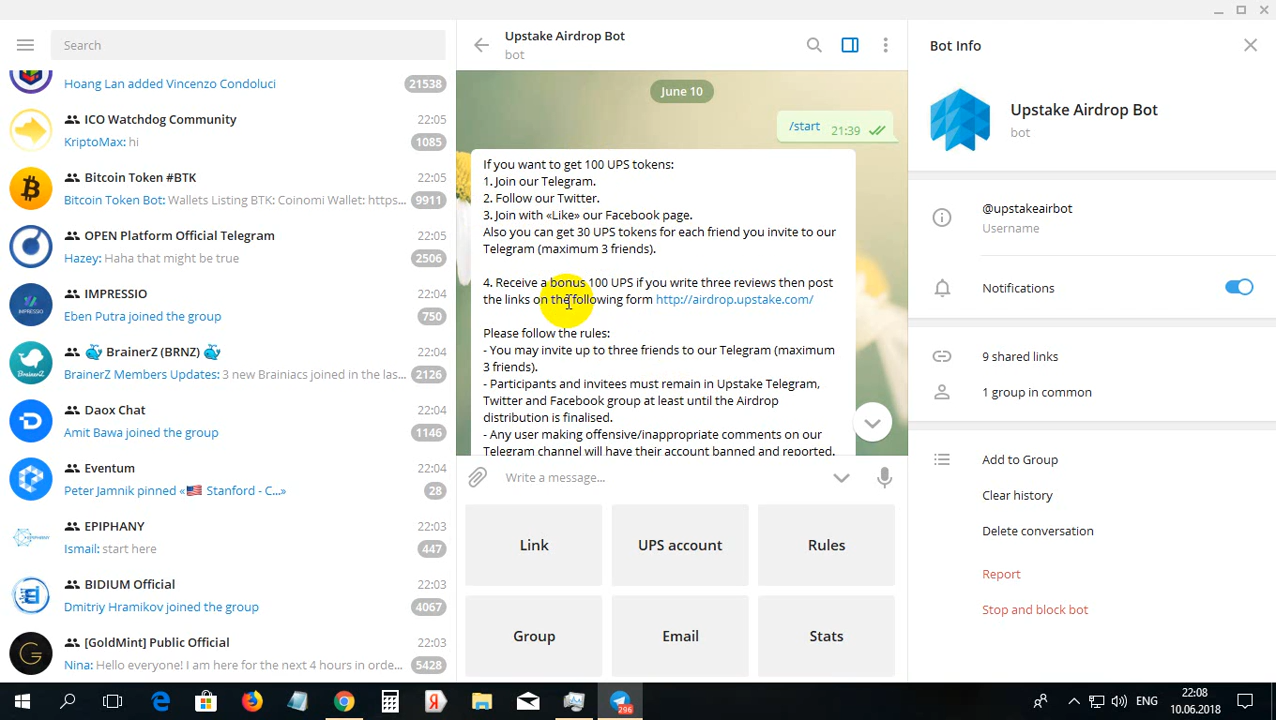 Search
Hoang Lan added Vincenzo Condoluci
21538
ICO Watchdog Community
22:05
KriptoMax: hi
1085
Bitcoin Token #BTK
22:05
Bitcoin Token Bot: Wallets Listing BTK: Coinomi Wallet: https...
9911
OPEN Platform Official Telegram
22:05
Hazey: Haha that might be true
2506
IMPRESSIO
22:04
Eben Putra joined the group
750
BrainerZ (BRNZ)
22:04
BrainerZ Members Updates: 3 new Brainiacs joined in the las...
2126
Daox Chat
22:04
Amit Bawa joined the group
1146
Eventum
22:04
Peter Jamnik pinned «🇺🇸 Stanford - C...»
28
EPIPHANY
22:03
Ismail: start here
447
BIDIUM Official
22:03
Dmitriy Hramikov joined the group
4067
[GoldMint] Public Official
22:03
Nina: Hello everyone! I am here for the next 4 hours in orde...
5428
Upstake Airdrop Bot
bot
June 10
/start
21:39
If you want to get 100 UPS tokens:
1. Join our Telegram.
2. Follow our Twitter.
3. Join with «Like» our Facebook page.
Also you can get 30 UPS tokens for each friend you invite to our
Telegram (maximum 3 friends).
4. Receive a bonus 100 UPS if you write three reviews then post
the links on the following form http://airdrop.upstake.com/
Please follow the rules:
- You may invite up to three friends to our Telegram (maximum
3 friends).
- Participants and invitees must remain in Upstake Telegram,
Twitter and Facebook group at least until the Airdrop
distribution is finalised.
- Any user making offensive/inappropriate comments on our
Telegram channel will have their account banned and reported.
Write a message...
Link
UPS account
Rules
Group
Email
Stats
Bot Info
Upstake Airdrop Bot
bot
@upstakeairbot
Username
Notifications
9 shared links
1 group in common
Add to Group
Clear history
Delete conversation
Report
Stop and block bot
296
ENG
22:08
10.06.2018